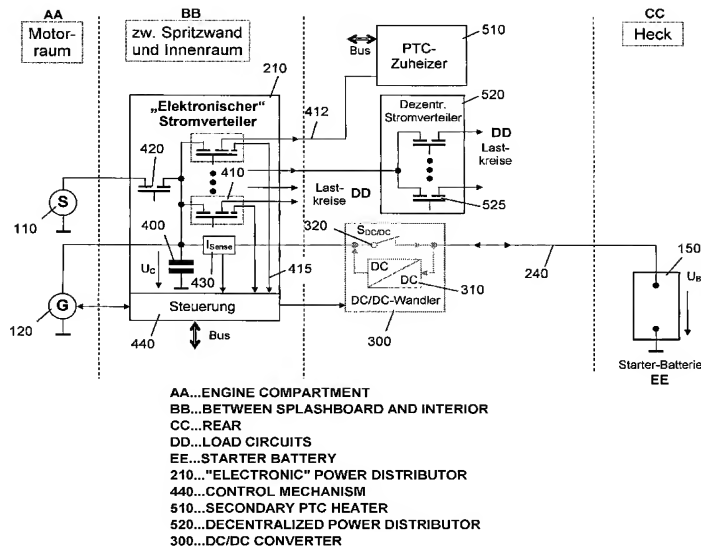 AA
BB
CC
Motor-
raum
zw. Spritzwand
und Innenraum
Heck
210
„Elektronischer"
Stromverteiler
Bus
PTC-
Zuheizer
510
412
Dezentr.
Stromverteiler
520
DD
Last-
kreise
420
410
Last-
kreise
DD
525
S
110
400
ISense
430
415
320
SDC/DC
DC
DC
310
DC/DC-Wandler
300
240
150
UB
UC
G
120
Steuerung
440
Bus
Starter-Batterie
EE
AA...ENGINE COMPARTMENT
BB...BETWEEN SPLASHBOARD AND INTERIOR
CC...REAR
DD...LOAD CIRCUITS
EE...STARTER BATTERY
210..."ELECTRONIC" POWER DISTRIBUTOR
440...CONTROL MECHANISM
510...SECONDARY PTC HEATER
520...DECENTRALIZED POWER DISTRIBUTOR
300...DC/DC CONVERTER